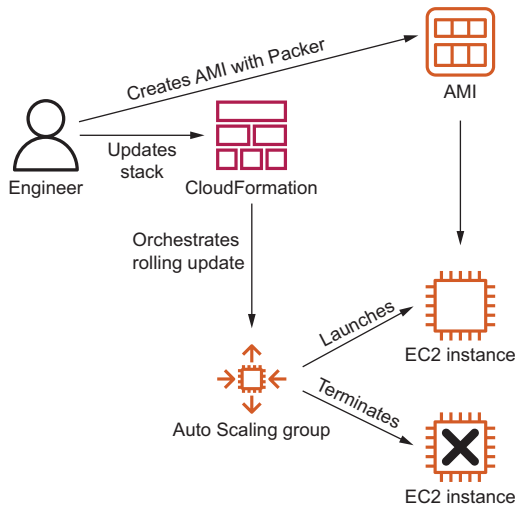 Creates AMI with Packer
AMI
Engineer
Updates
stack
CloudFormation
Orchestrates
rolling update
Launches
EC2 instance
Auto Scaling group
Terminates
EC2 instance